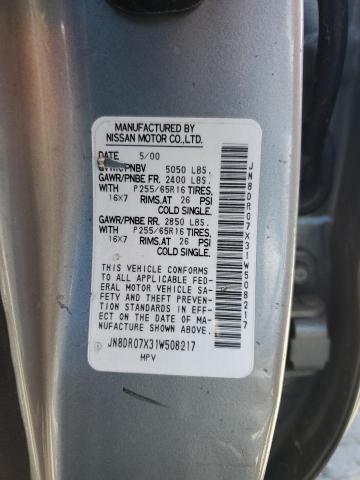 MANUFACTURED BY
NISSAN MOTOR CO.,LTD.
DATE 5/00
/PNBV 5050 LBS.
GAWR/PNBE FR. 2400 LBS.
WITH P255/65R16 TIRES,
16X7 RIMS,AT 26 PSI
COLD SINGLE.
GAWR/PNBE RR. 2850 LBS.
WITH P255/65R16 TIRES,
16X7 RIMS,AT 26 PSI
COLD SINGLE.
THIS VEHICLE CONFORMS
TO ALL APPLICABLE FED-
ERAL MOTOR VEHICLE SA-
FETY AND THEFT PREVEN-
TION STANDARDS IN EFF-
ECT ON THE DATE OF MA-
NUFACTURE SHOWN ABOVE.
JN8DR07X31W508217
MPV
JN8DR07X31W508217